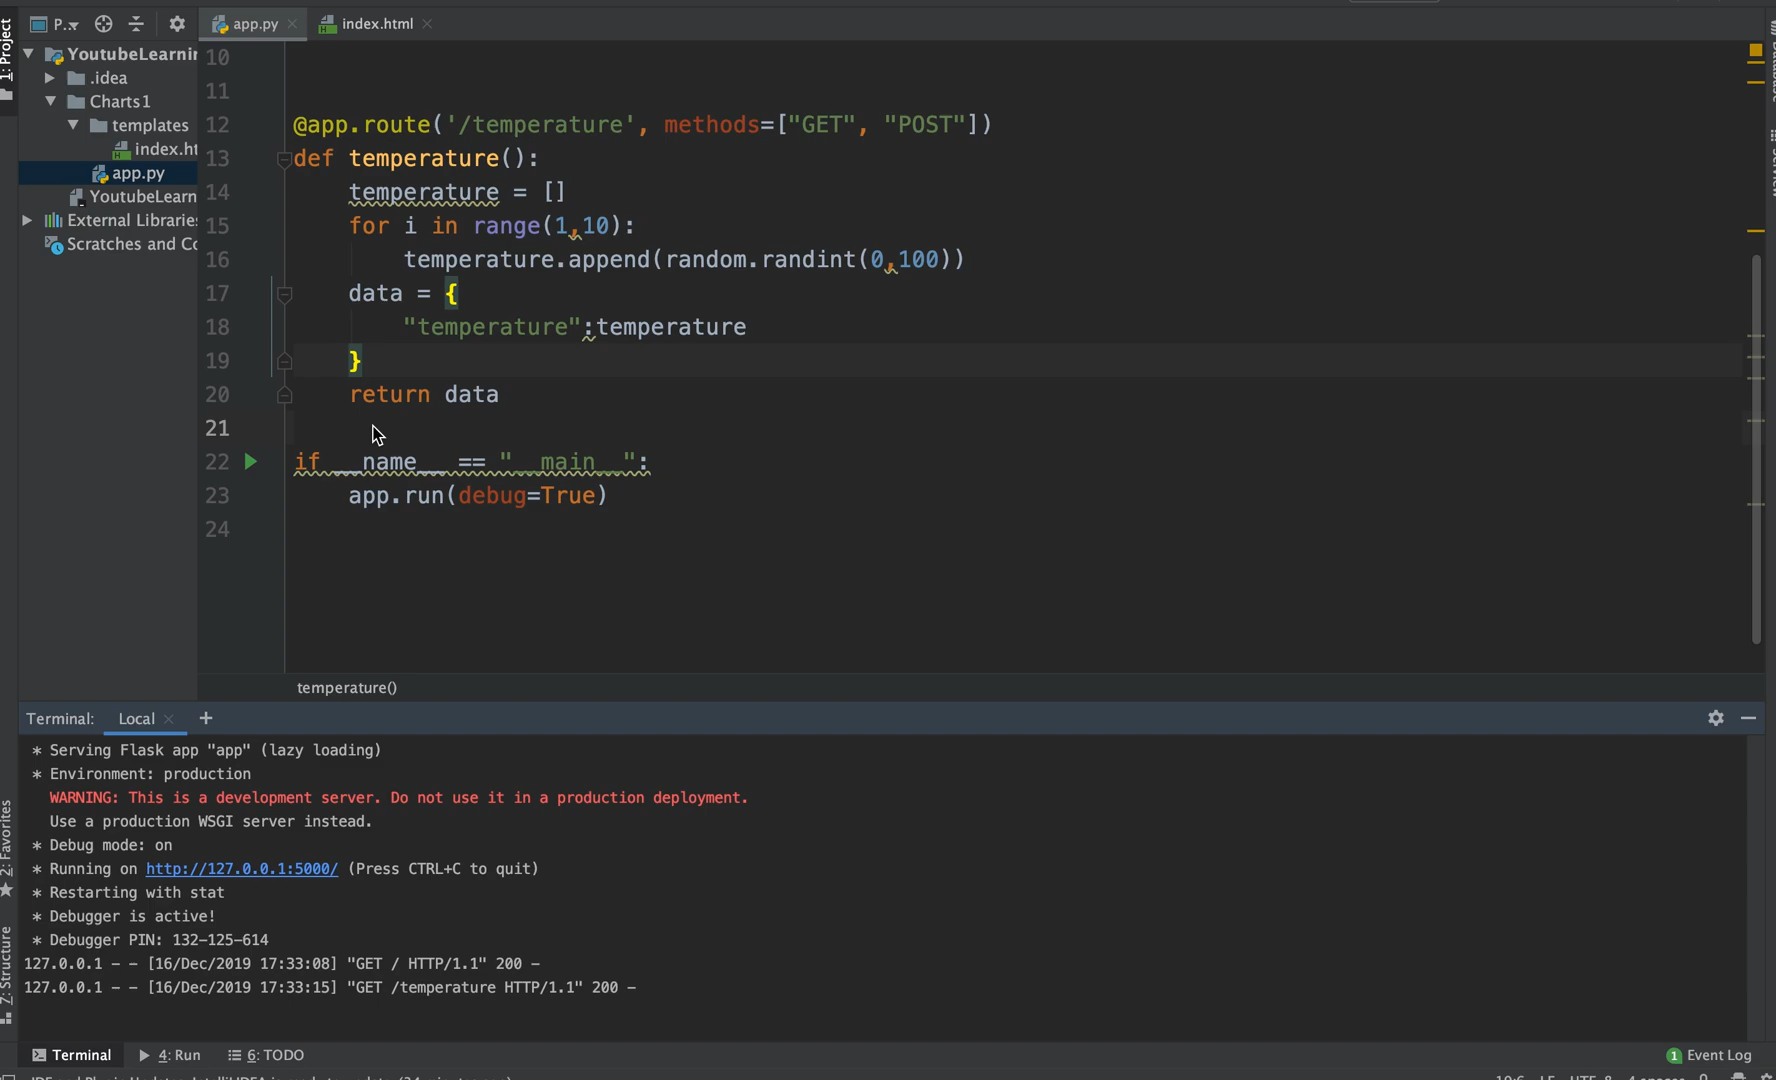 1: Project
P..
app.py
index.html
YoutubeLearnin
.idea
Charts1
templates
index.ht
app.py
YoutubeLearn
External Libraries
Scratches and Co
10
11
12 @app.route('/temperature', methods=["GET", "POST"])
13 def temperature():
14 temperature = []
15 for i in range(1,10):
16 temperature.append(random.randint(0,100))
17 data = {
18 "temperature":temperature
19 }
20 return data
21
22 if __name__ == "__main__":
23 app.run(debug=True)
24
temperature()
Terminal: Local +
* Serving Flask app "app" (lazy loading)
* Environment: production
WARNING: This is a development server. Do not use it in a production deployment.
Use a production WSGI server instead.
* Debug mode: on
* Running on http://127.0.0.1:5000/ (Press CTRL+C to quit)
* Restarting with stat
* Debugger is active!
* Debugger PIN: 132-125-614
127.0.0.1 - - [16/Dec/2019 17:33:08] "GET / HTTP/1.1" 200 -
127.0.0.1 - - [16/Dec/2019 17:33:15] "GET /temperature HTTP/1.1" 200 -
2: Favorites
7: Structure
Terminal
4: Run
6: TODO
1 Event Log